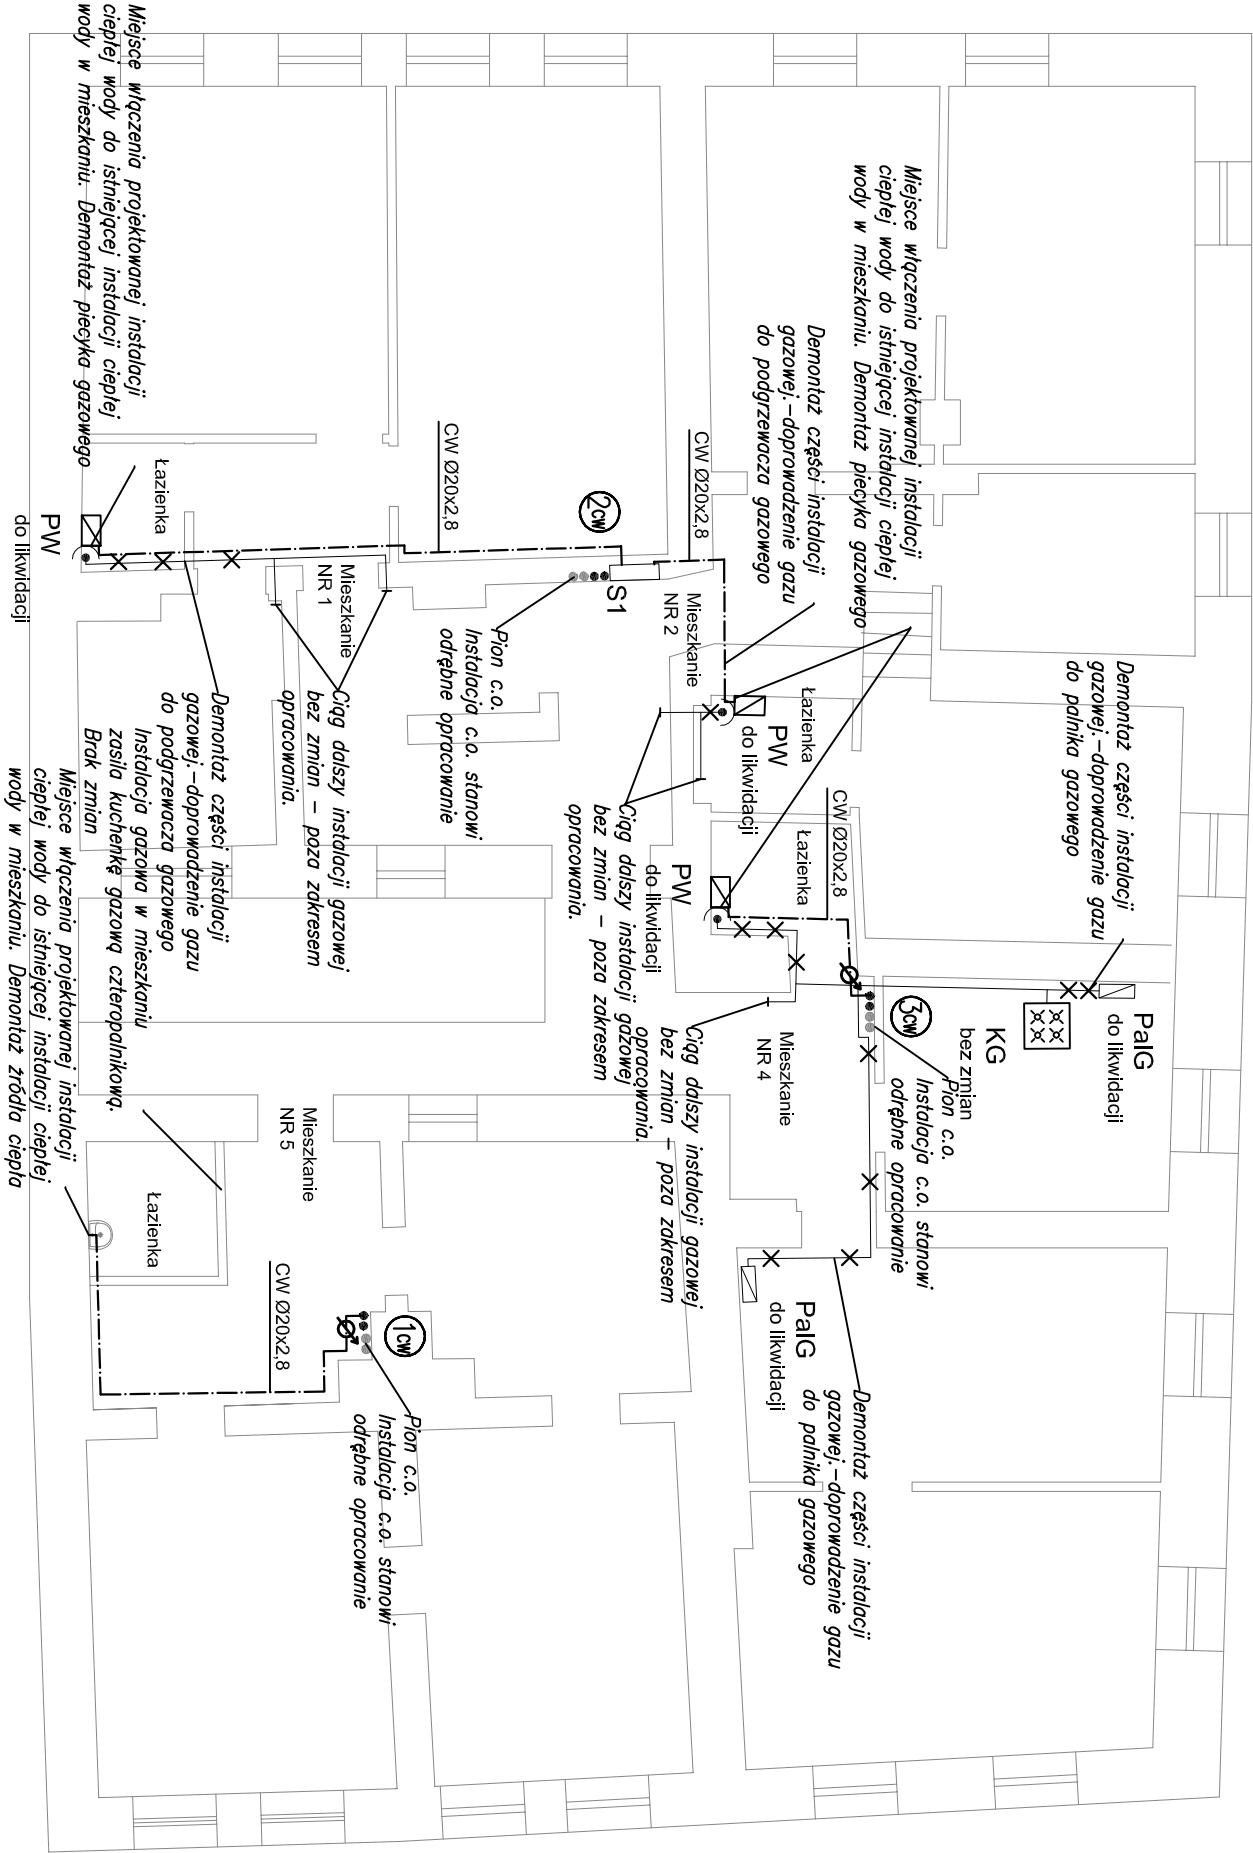 Miejsce włączenia projektowanej instalacji
ciepłej wody do istniejącej instalacji ciepłej
wody w mieszkaniu. Demontaż piecyka gazowego
Łazienka
PW
do likwidacji
Miejsce włączenia projektowanej instalacji
ciepłej wody do istniejącej instalacji ciepłej
wody w mieszkaniu. Demontaż piecyka gazowego
Demontaż części instalacji
gazowej.-doprowadzenie gazu
do podgrzewacza gazowego
CW Ø20x2,8
CW Ø20x2,8
2cw
S1
Mieszkanie
NR 1
Mieszkanie
NR 2
Pion c.o.
Instalacja c.o. stanowi
odrębne opracowanie
Łazienka
PW
do likwidacji
Demontaż części instalacji
gazowej.-doprowadzenie gazu
do palnika gazowego
Ciąg dalszy instalacji gazowej
bez zmian - poza zakresem
opracowania.
Demontaż części instalacji
gazowej.-doprowadzenie gazu
do podgrzewacza gazowego
Instalacja gazowa w mieszkaniu
zasila kuchenkę gazową czteropalnikową.
Brak zmian
Ciąg dalszy instalacji gazowej
bez zmian - poza zakresem
opracowania.
CW Ø20x2,8
Łazienka
PW
do likwidacji
PalG
do likwidacji
KG
bez zmian
3cw
Pion c.o.
Instalacja c.o. stanowi
odrębne opracowanie
Mieszkanie
NR 4
Ciąg dalszy instalacji gazowej
bez zmian - poza zakresem
opracowania.
Miejsce włączenia projektowanej instalacji
ciepłej wody do istniejącej instalacji ciepłej
wody w mieszkaniu. Demontaż źródła ciepła
Mieszkanie
NR 5
Łazienka
CW Ø20x2,8
1cw
Pion c.o.
Instalacja c.o. stanowi
odrębne opracowanie
PalG
do likwidacji
Demontaż części instalacji
gazowej.-doprowadzenie gazu
do palnika gazowego